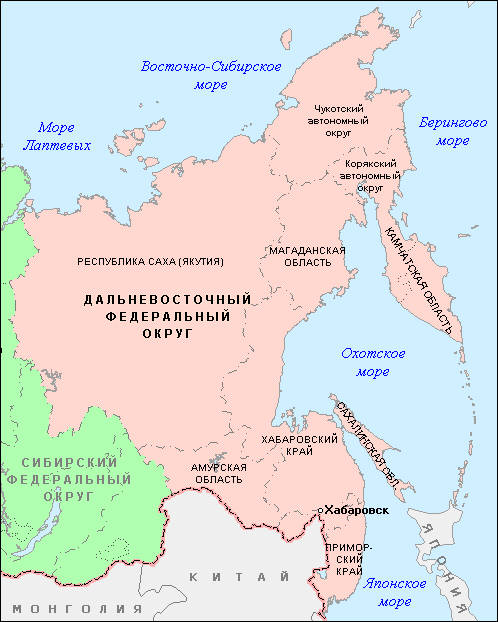 Восточно-Сибирское
море
Море
Лаптевых
Чукотский
автономный
округ
Берингово
море
Корякский
автономный
округ
РЕСПУБЛИКА САХА (ЯКУТИЯ)
МАГАДАНСКАЯ
ОБЛАСТЬ
КАМЧАТСКАЯ ОБЛАСТЬ
ДАЛЬНЕВОСТОЧНЫЙ
ФЕДЕРАЛЬНЫЙ
ОКРУГ
Охотское
море
САХАЛИНСКАЯ ОБЛ.
ХАБАРОВСКИЙ
КРАЙ
СИБИРСКИЙ
ФЕДЕРАЛЬНЫЙ
ОКРУГ
АМУРСКАЯ
ОБЛАСТЬ
Хабаровск
ЯПОНИЯ
ПРИМОР-
СКИЙ
КРАЙ
КИТАЙ
Японское
море
МОНГОЛИЯ